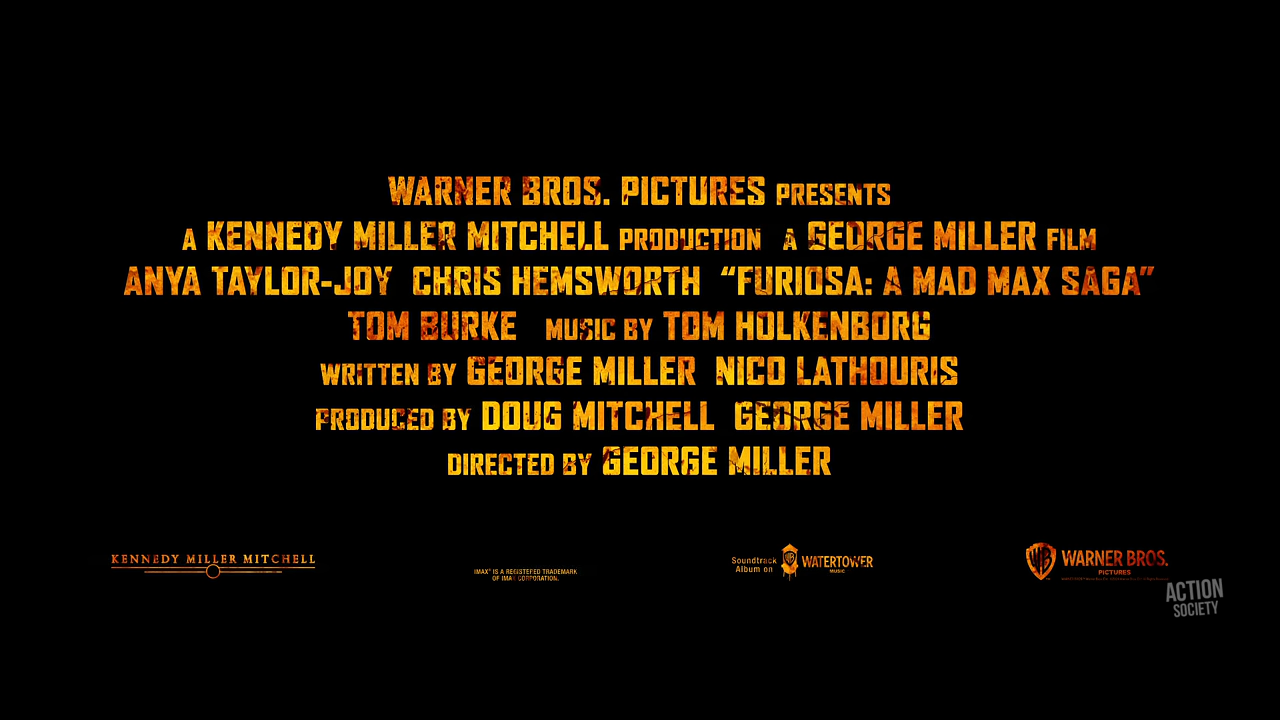 WARNER BROS. PICTURES PRESENTS
A KENNEDY MILLER MITCHELL PRODUCTION A GEORGE MILLER FILM
ANYA TAYLOR-JOY CHRIS HEMSWORTH “FURIOSA: A MAD MAX SAGA”
TOM BURKE MUSIC BY TOM HOLKENBORG
WRITTEN BY GEORGE MILLER NICO LATHOURIS
PRODUCED BY DOUG MITCHELL GEORGE MILLER
DIRECTED BY GEORGE MILLER
KENNEDY MILLER MITCHELL
IMAX® IS A REGISTERED TRADEMARK
OF IMAX CORPORATION.
Soundtrack
Album on
WATERTOWER
MUSIC
WB
WARNER BROS.
PICTURES
ACTION
SOCIETY